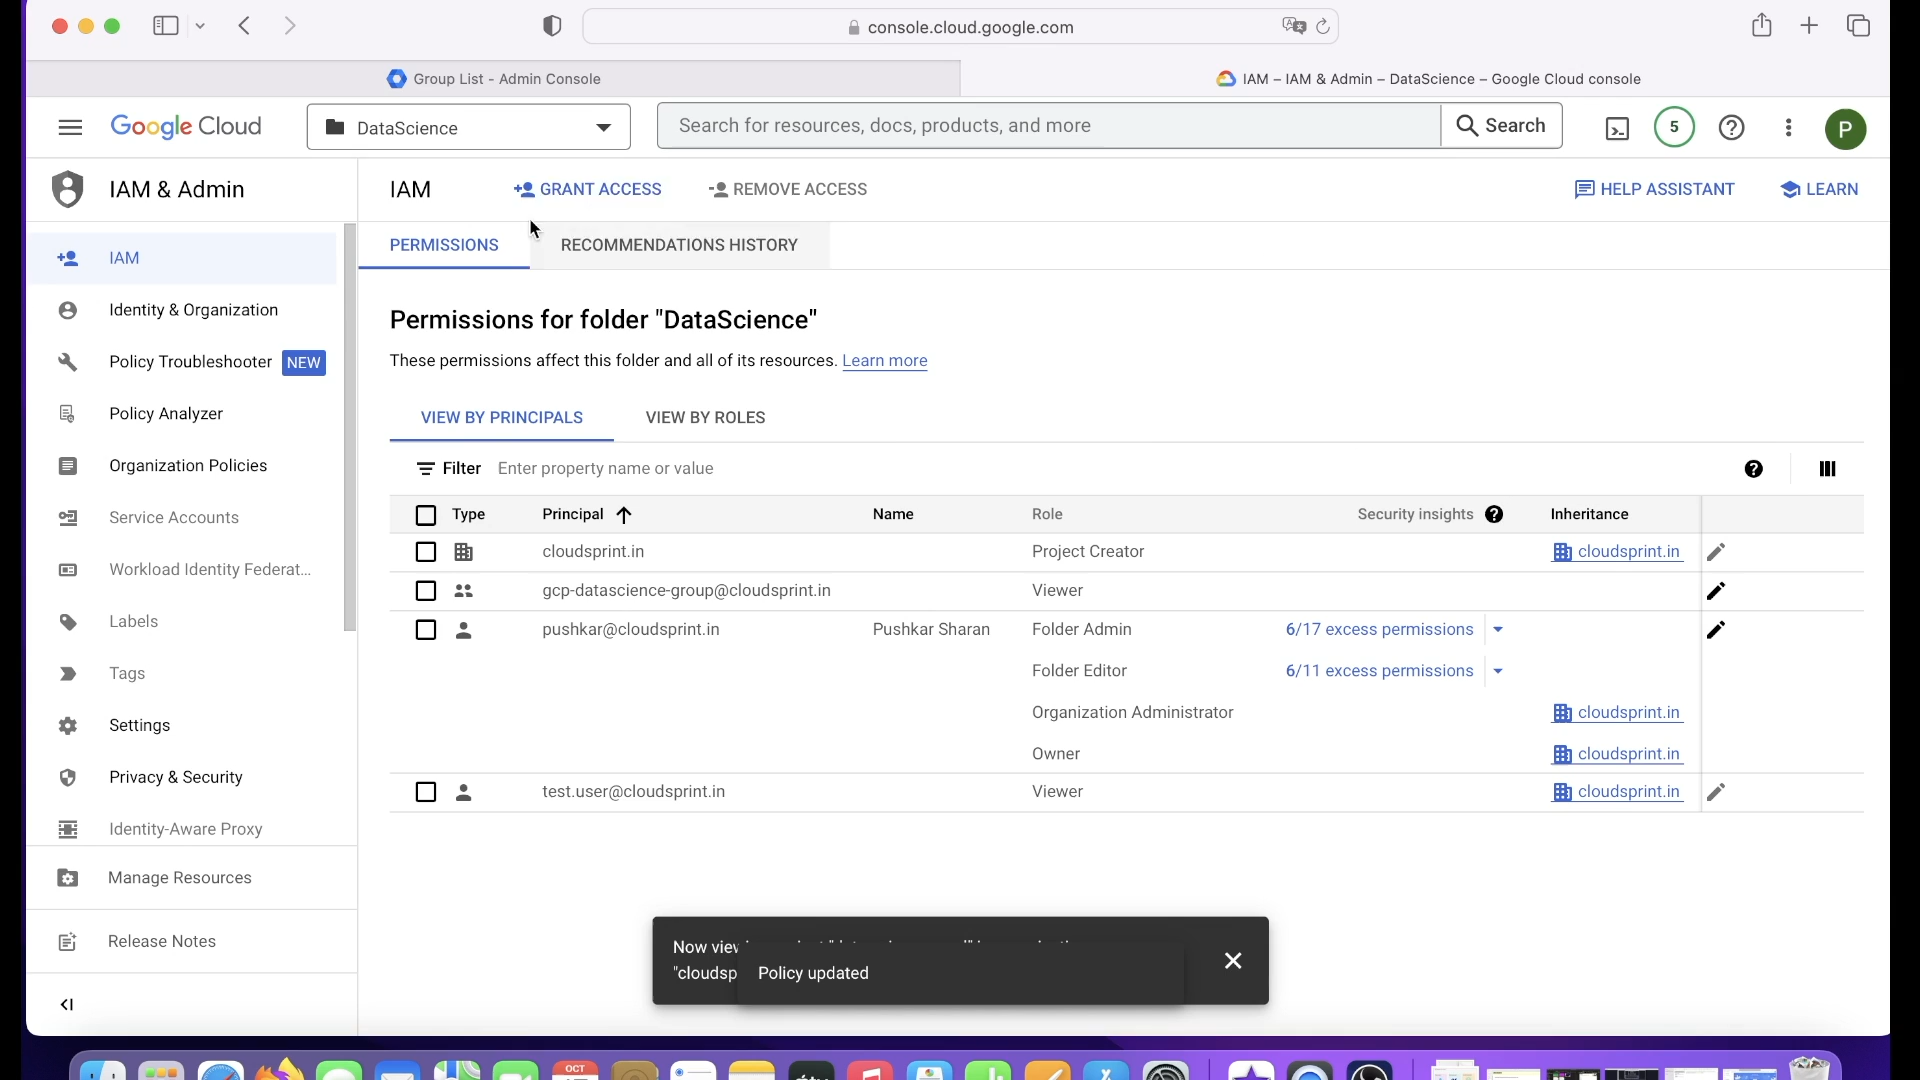 console.cloud.google.com
Group List - Admin Console
IAM – IAM & Admin – DataScience – Google Cloud console
Google Cloud
DataScience
Search for resources, docs, products, and more
Search
5
P
IAM & Admin
IAM
GRANT ACCESS
REMOVE ACCESS
HELP ASSISTANT
LEARN
IAM
Identity & Organization
Policy Troubleshooter NEW
Policy Analyzer
Organization Policies
Service Accounts
Workload Identity Federat...
Labels
Tags
Settings
Privacy & Security
Identity-Aware Proxy
Manage Resources
Release Notes
PERMISSIONS
RECOMMENDATIONS HISTORY
Permissions for folder "DataScience"
These permissions affect this folder and all of its resources. Learn more
VIEW BY PRINCIPALS
VIEW BY ROLES
Filter Enter property name or value
Type Principal Name Role Security insights Inheritance
cloudsprint.in Project Creator cloudsprint.in
gcp-datascience-group@cloudsprint.in Viewer
pushkar@cloudsprint.in Pushkar Sharan Folder Admin 6/17 excess permissions
Folder Editor 6/11 excess permissions
Organization Administrator cloudsprint.in
Owner cloudsprint.in
test.user@cloudsprint.in Viewer cloudsprint.in
Now
"cloudsp
Policy updated
OCT